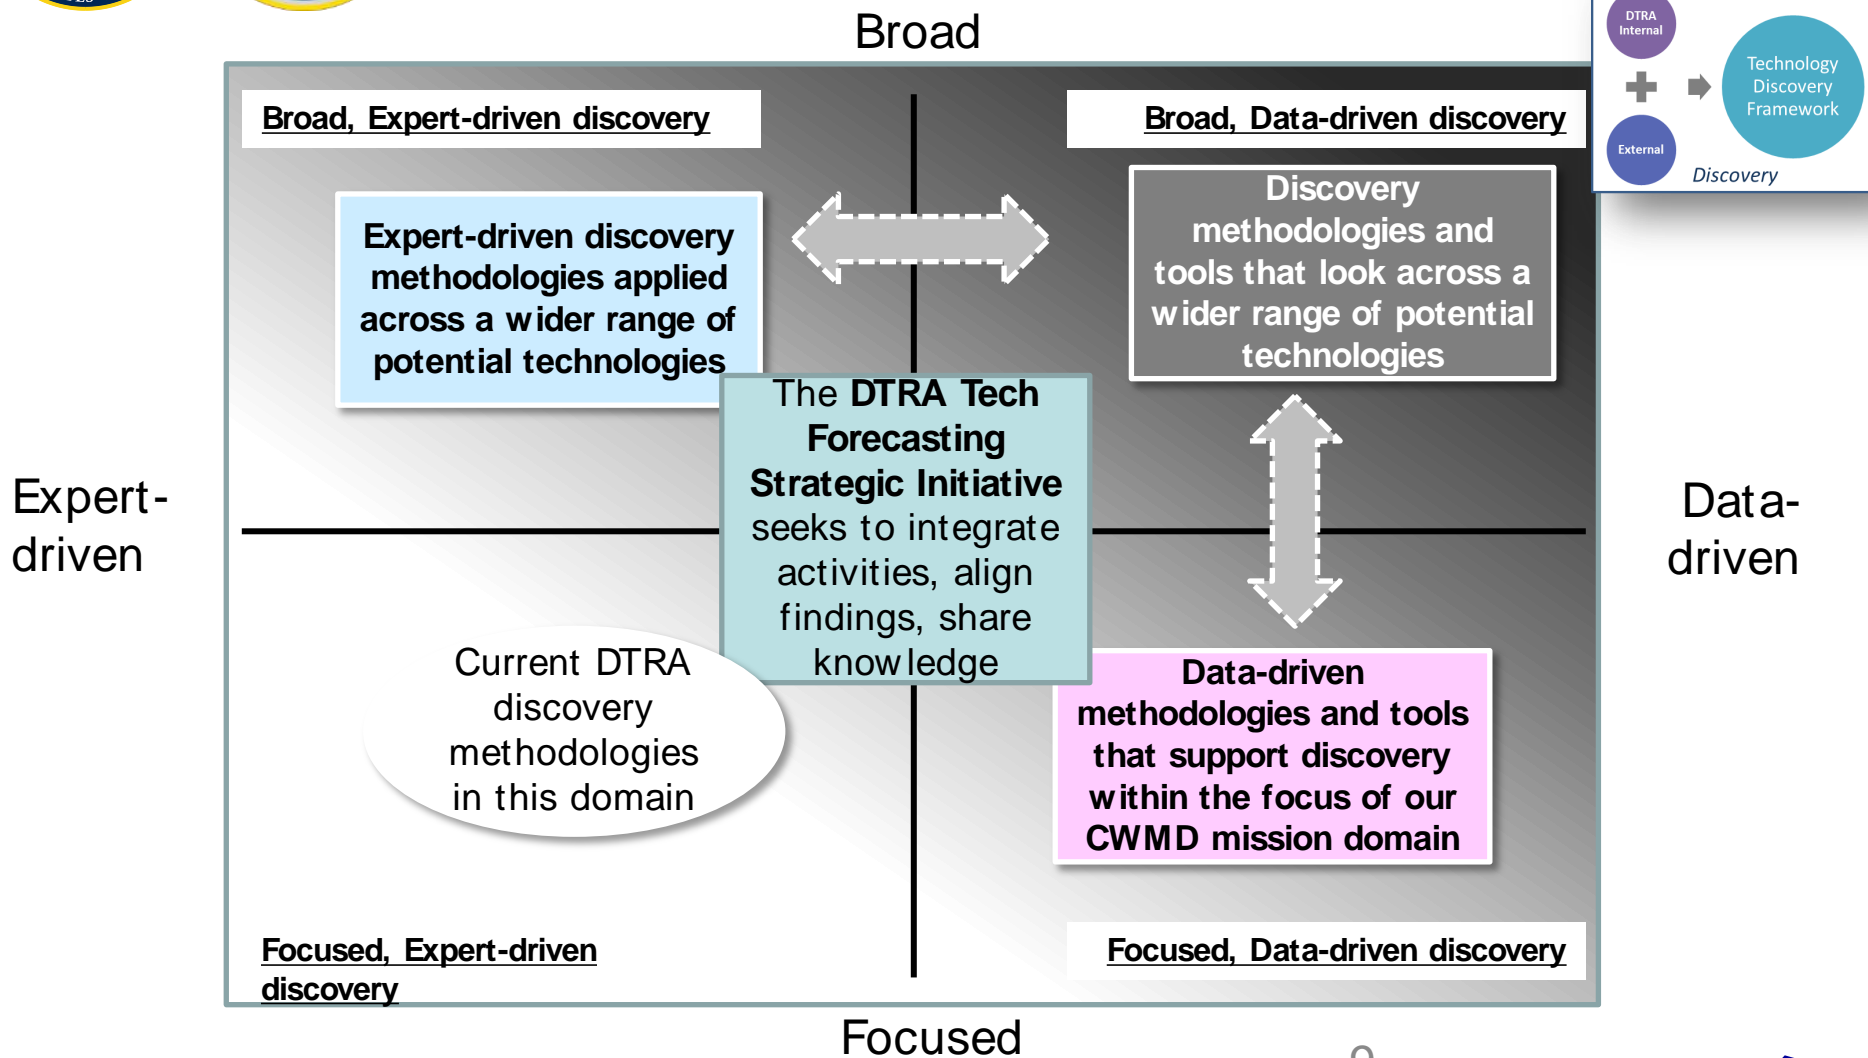 Broad
DTRA
Internal
Technology
Discovery
Framework
External
Discovery
Broad, Expert-driven discovery
Broad, Data-driven discovery
Expert-driven discovery
methodologies applied
across a wider range of
potential technologies
Discovery
methodologies and
tools that look across a
wider range of potential
technologies
The DTRA Tech
Forecasting
Strategic Initiative
seeks to integrate
activities, align
findings, share
knowledge
Expert-
driven
Data-
driven
Current DTRA
discovery
methodologies
in this domain
Data-driven
methodologies and tools
that support discovery
within the focus of our
CWMD mission domain
Focused, Expert-driven
discovery
Focused, Data-driven discovery
Focused